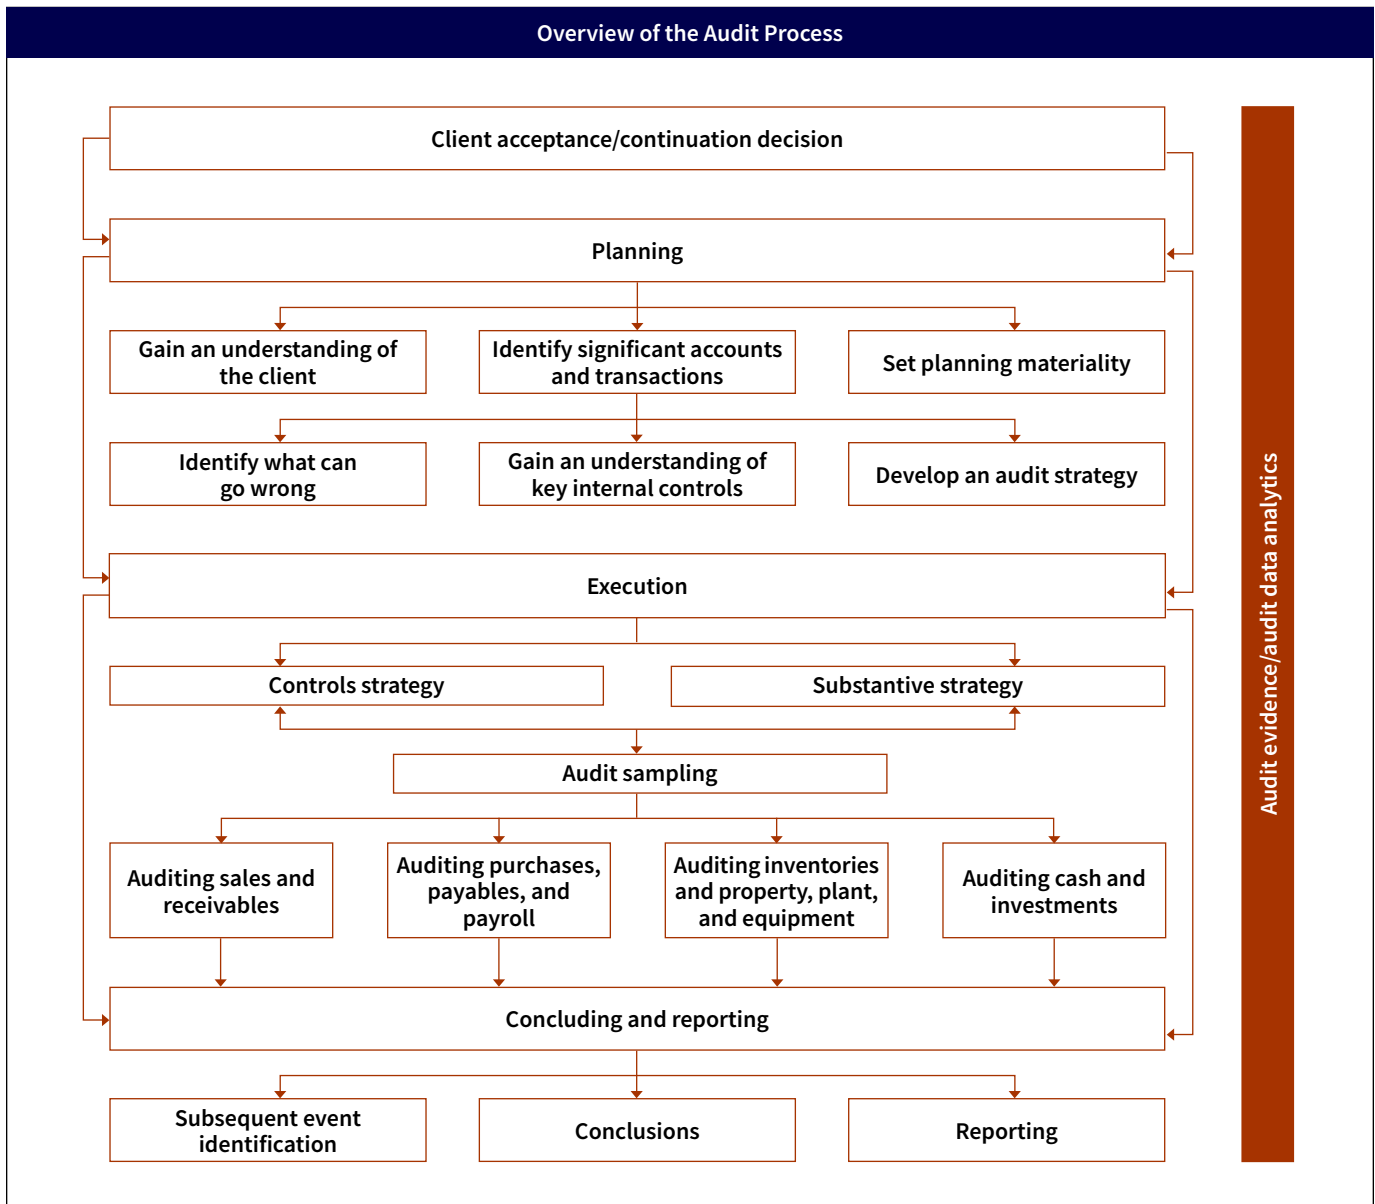 Overview of the Audit Process
Client acceptance/continuation decision
Planning
Gain an understanding of
the client
Identify significant accounts
and transactions
Set planning materiality
Identify what can
go wrong
Gain an understanding of
key internal controls
Develop an audit strategy
Execution
Controls strategy
Substantive strategy
Audit sampling
Auditing sales and
receivables
Auditing purchases,
payables, and
payroll
Auditing inventories
and property, plant,
and equipment
Auditing cash and
investments
Concluding and reporting
Subsequent event
identification
Conclusions
Reporting
Audit evidence/audit data analytics